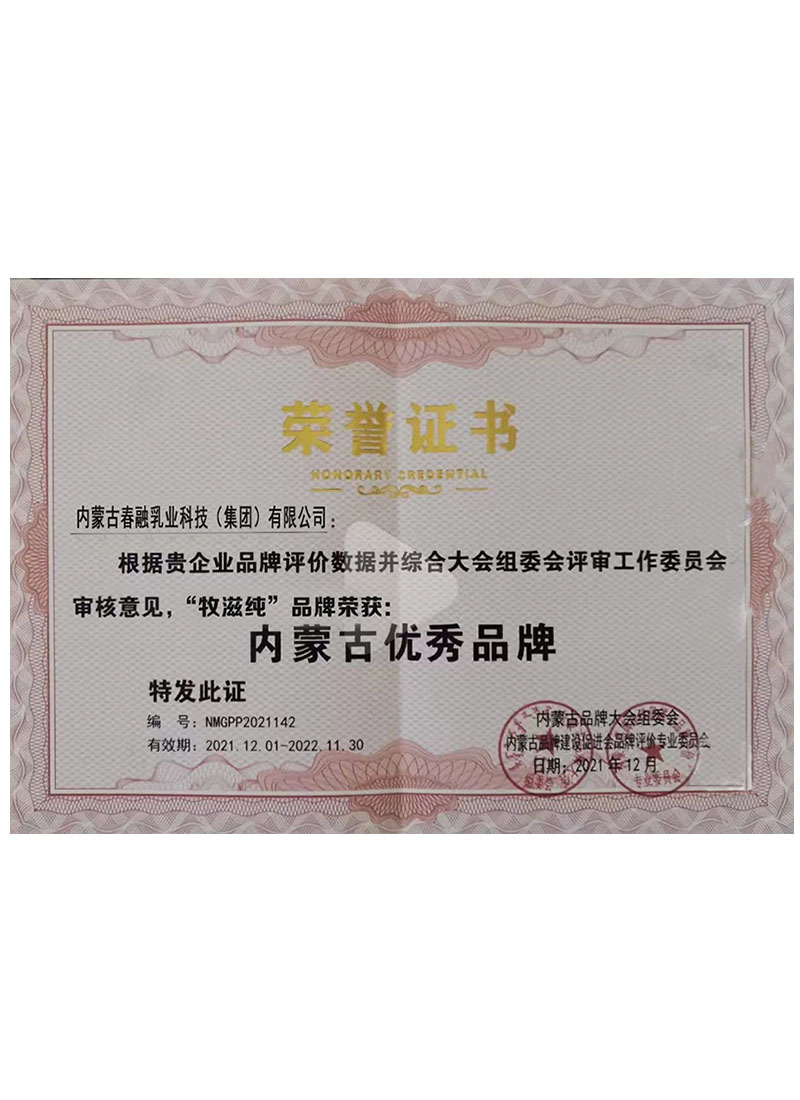 荣誉证书
HONORARY CREDENTIAL
内蒙古春融乳业科技（集团）有限公司：
根据贵企业品牌评价数据并综合大会组委会评审工作委员会
审核意见，“牧滋纯”品牌荣获：
内蒙古优秀品牌
特发此证
编 号：NMGPP2021142
有效期：2021.12.01-2022.11.30
内蒙古品牌大会组委会
内蒙古品牌建设促进会品牌评价专业委员会
日期：2021年12月